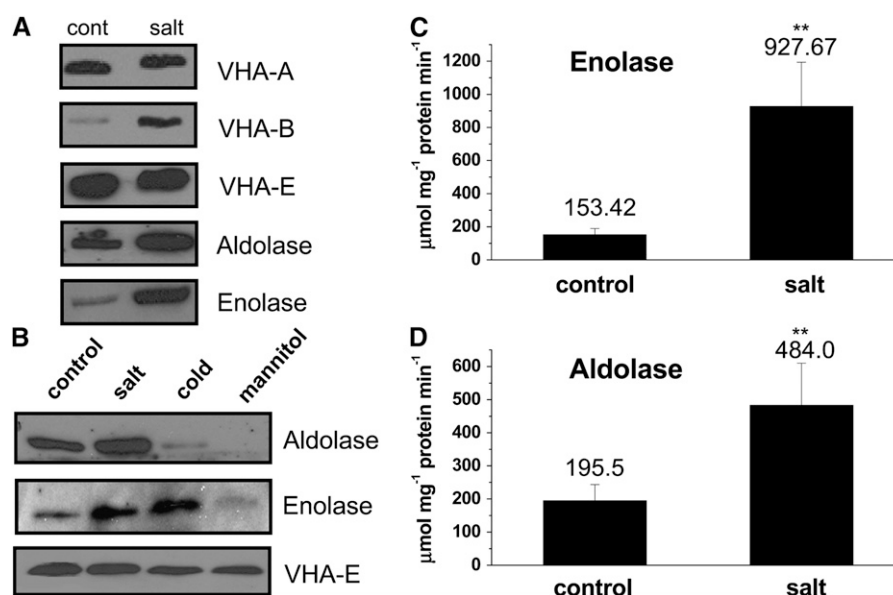 A
cont salt
VHA-A
VHA-B
VHA-E
Aldolase
Enolase
B
control salt cold mannitol
Aldolase
Enolase
VHA-E
C
Enolase
μmol mg⁻¹ protein min⁻¹
1200
1000
800
600
400
200
0
153.42
**
927.67
control salt
D
Aldolase
μmol mg⁻¹ protein min⁻¹
600
500
400
300
200
100
0
195.5
**
484.0
control salt